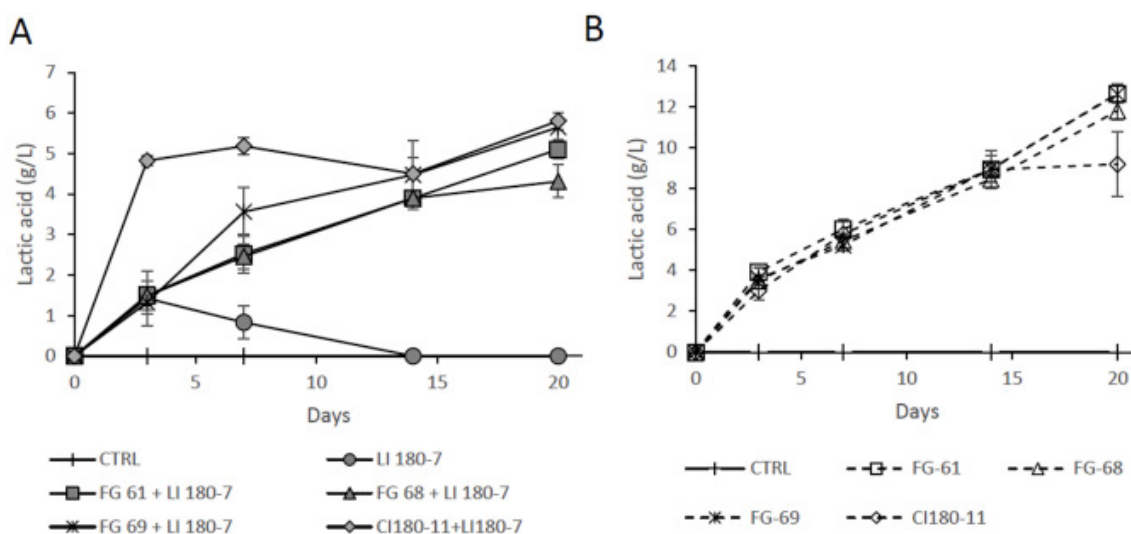 A
7
6
5
4
3
2
1
0
Lactic acid (g/L)
0 5 10 15 20
Days
CTRL LI 180-7
FG 61 + LI 180-7 FG 68 + LI 180-7
FG 69 + LI 180-7 CI180-11+LI180-7
B
14
12
10
8
6
4
2
0
Lactic acid (g/L)
0 5 10 15 20
Days
CTRL FG-61 FG-68
FG-69 CI180-11